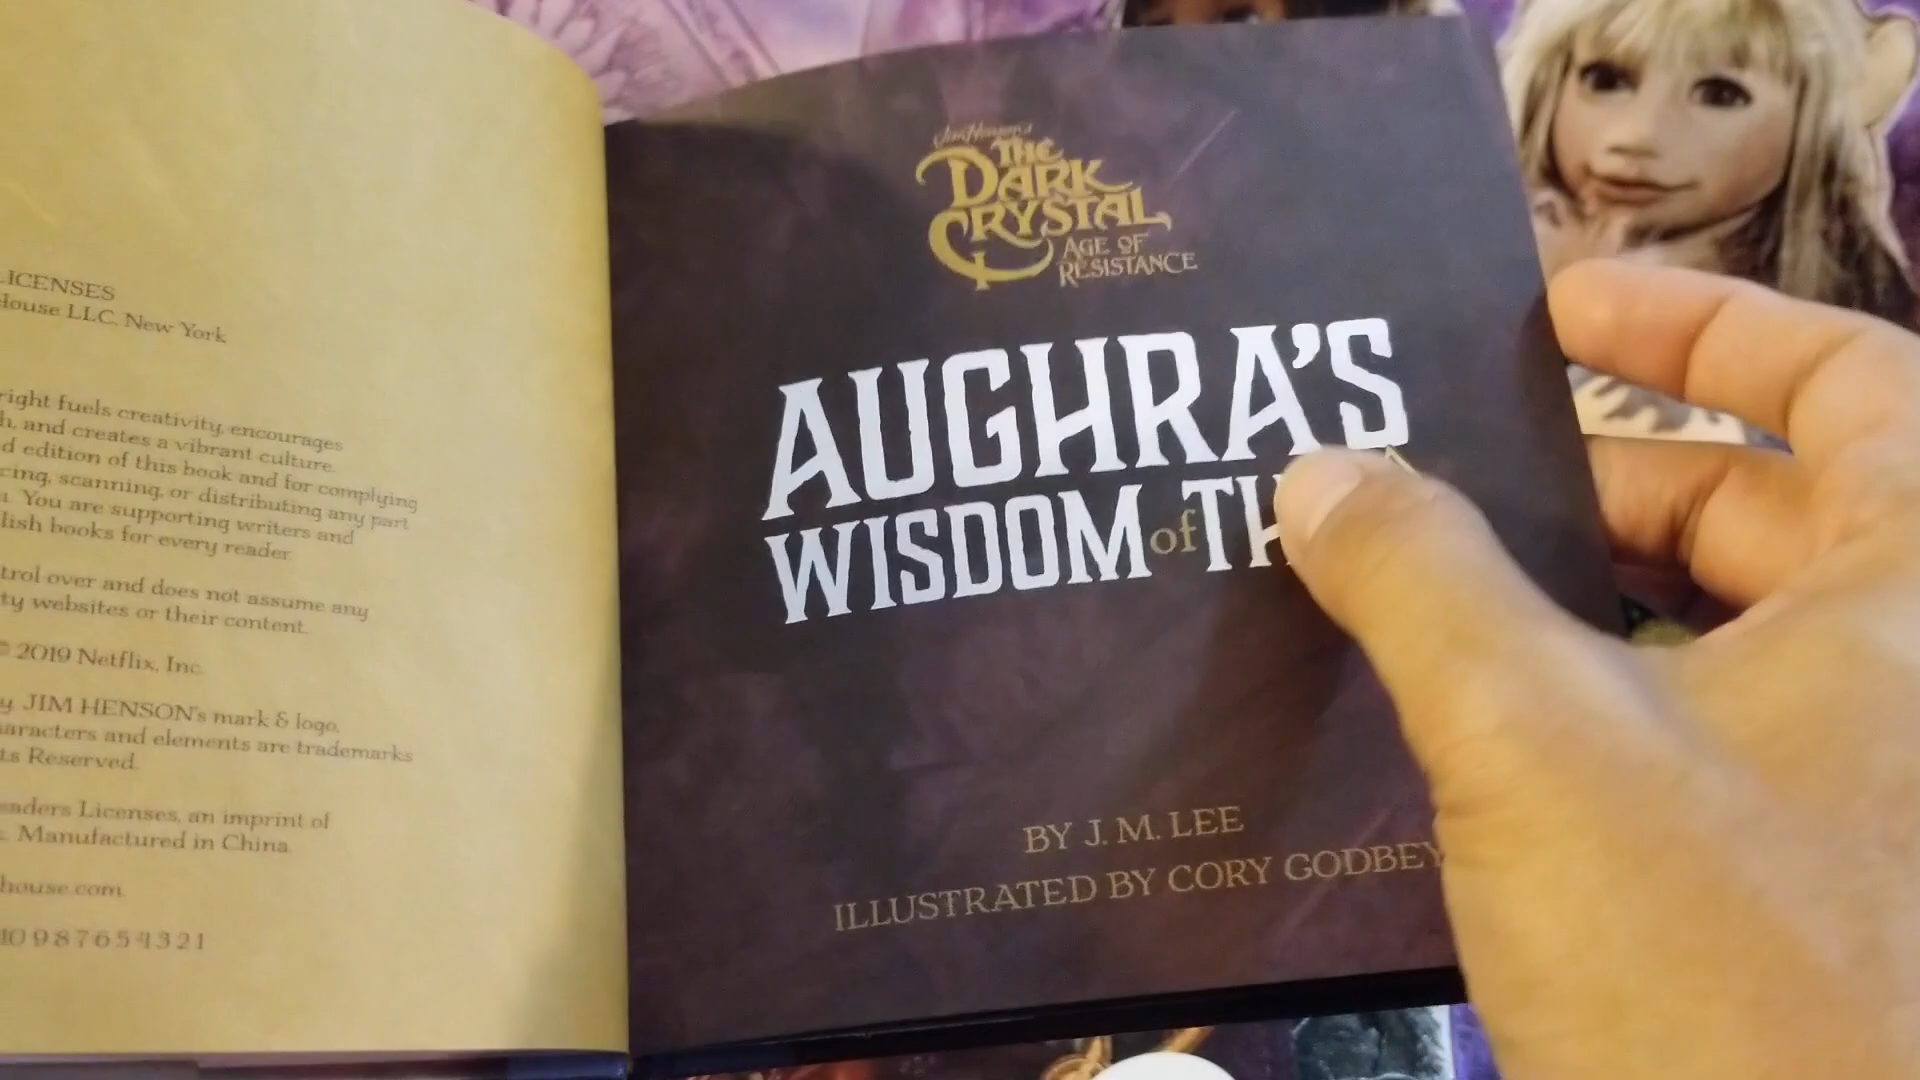 LICENSES
House LLC, New York
right fuels creativity, encourages
h, and creates a vibrant culture.
d edition of this book and for complying
cing, scanning, or distributing any part
You are supporting writers and
lish books for every reader.
trol over and does not assume any
ty websites or their content.
© 2019 Netflix, Inc.
y. JIM HENSON's mark & logo,
haracters and elements are trademarks
ts Reserved.
eaders Licenses, an imprint of
Manufactured in China.
house.com
10 9 8 7 6 5 4 3 2 1
Jim Henson's
THE
DARK
CRYSTAL
AGE OF
RESISTANCE
AUGHRA'S
WISDOM of TH
BY J. M. LEE
ILLUSTRATED BY CORY GODBEY